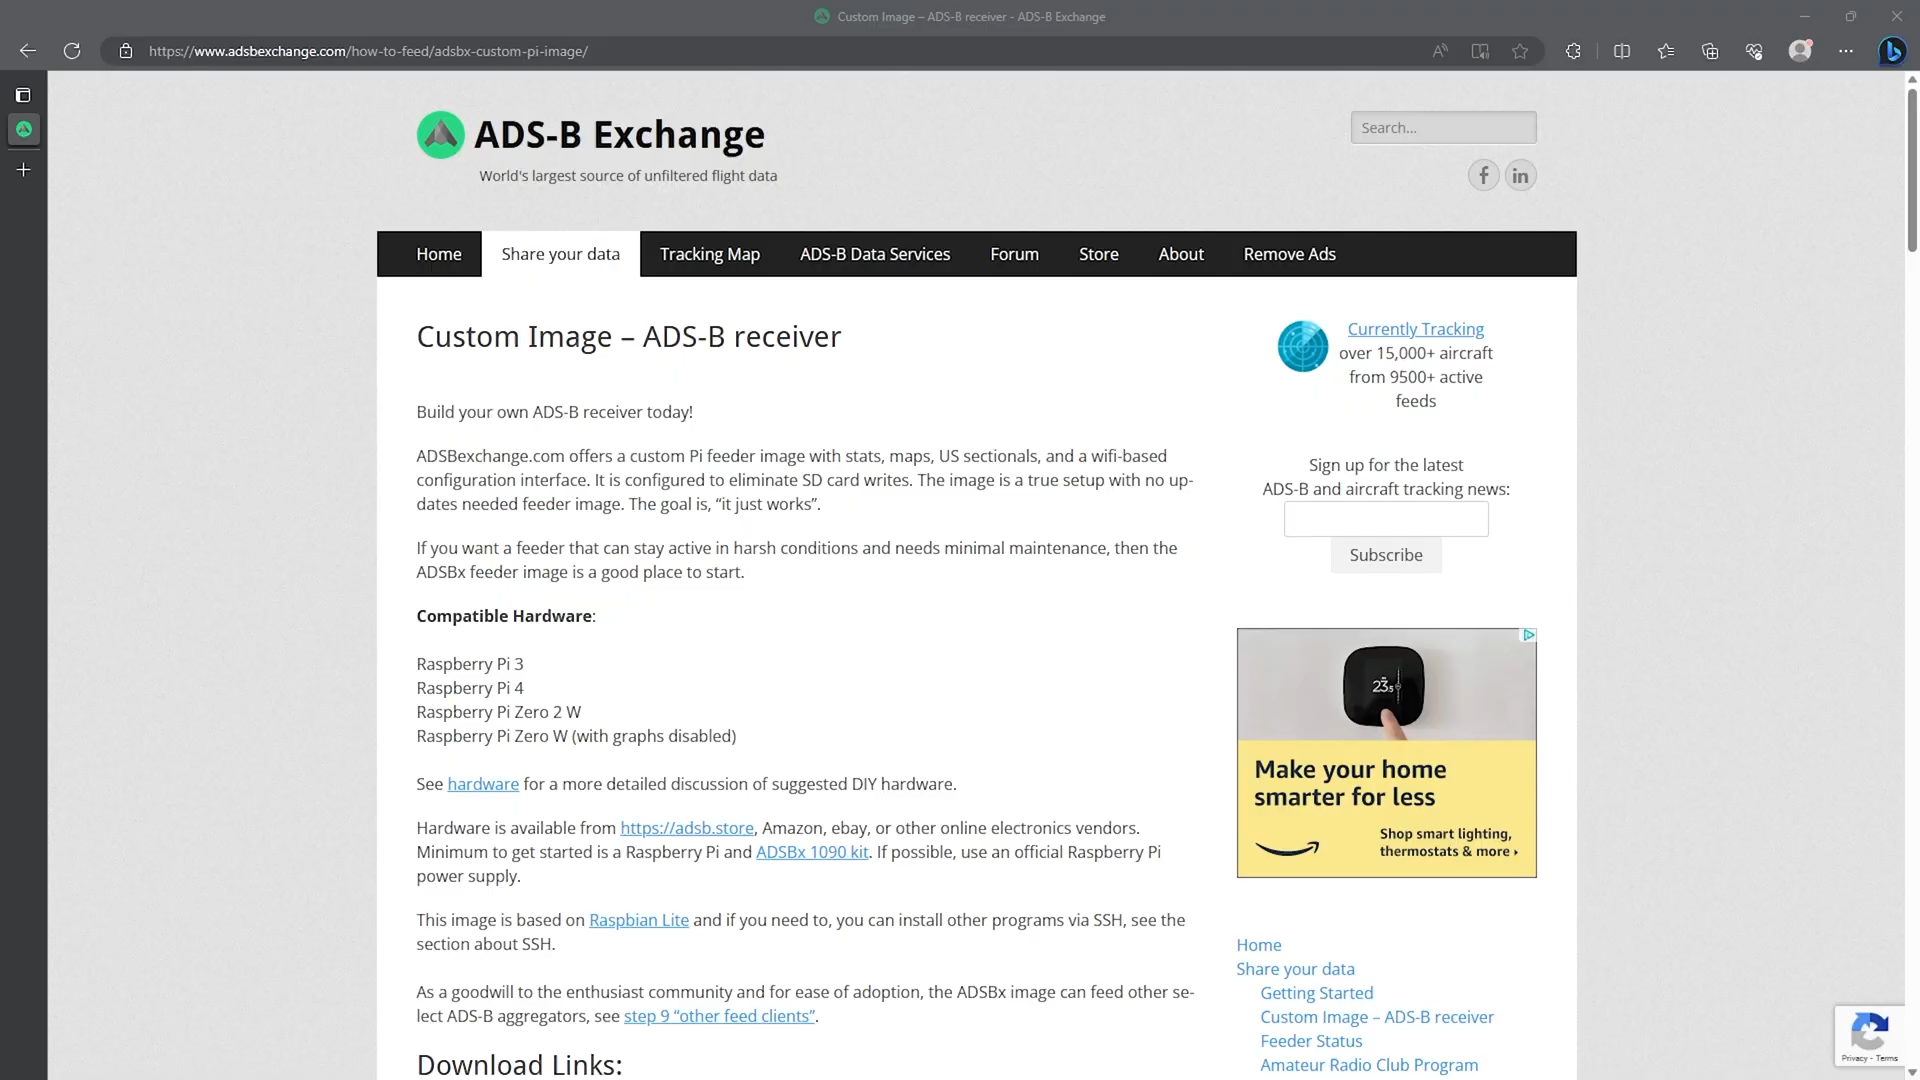 Custom Image – ADS-B receiver - ADS-B Exchange
https://www.adsbexchange.com/how-to-feed/adsbx-custom-pi-image/
ADS-B Exchange
World's largest source of unfiltered flight data
Search...
Home
Share your data
Tracking Map
ADS-B Data Services
Forum
Store
About
Remove Ads
Custom Image – ADS-B receiver
Build your own ADS-B receiver today!
ADSBexchange.com offers a custom Pi feeder image with stats, maps, US sectionals, and a wifi-based
configuration interface. It is configured to eliminate SD card writes. The image is a true setup with no up-
dates needed feeder image. The goal is, “it just works”.
If you want a feeder that can stay active in harsh conditions and needs minimal maintenance, then the
ADSBx feeder image is a good place to start.
Compatible Hardware:
Raspberry Pi 3
Raspberry Pi 4
Raspberry Pi Zero 2 W
Raspberry Pi Zero W (with graphs disabled)
See hardware for a more detailed discussion of suggested DIY hardware.
Hardware is available from https://adsb.store, Amazon, ebay, or other online electronics vendors.
Minimum to get started is a Raspberry Pi and ADSBx 1090 kit. If possible, use an official Raspberry Pi
power supply.
This image is based on Raspbian Lite and if you need to, you can install other programs via SSH, see the
section about SSH.
As a goodwill to the enthusiast community and for ease of adoption, the ADSBx image can feed other se-
lect ADS-B aggregators, see step 9 “other feed clients”.
Download Links:
Currently Tracking
over 15,000+ aircraft
from 9500+ active
feeds
Sign up for the latest
ADS-B and aircraft tracking news:
Subscribe
23.5
Make your home
smarter for less
Shop smart lighting,
thermostats & more ›
Home
Share your data
Getting Started
Custom Image – ADS-B receiver
Feeder Status
Amateur Radio Club Program
Privacy - Terms